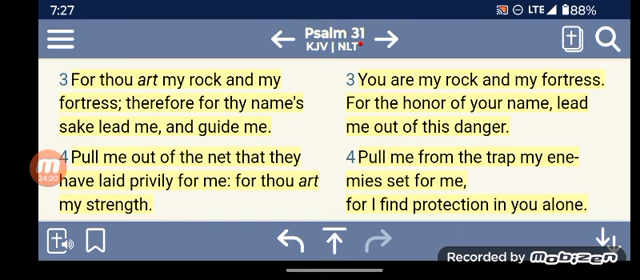 7:27
LTE 88%
Psalm 31
KJV | NLT
3 For thou art my rock and my
fortress; therefore for thy name's
sake lead me, and guide me.
4 Pull me out of the net that they
have laid privily for me: for thou art
my strength.
3 You are my rock and my fortress.
For the honor of your name, lead
me out of this danger.
4 Pull me from the trap my ene-
mies set for me,
for I find protection in you alone.
24:20
Recorded by Mobizen